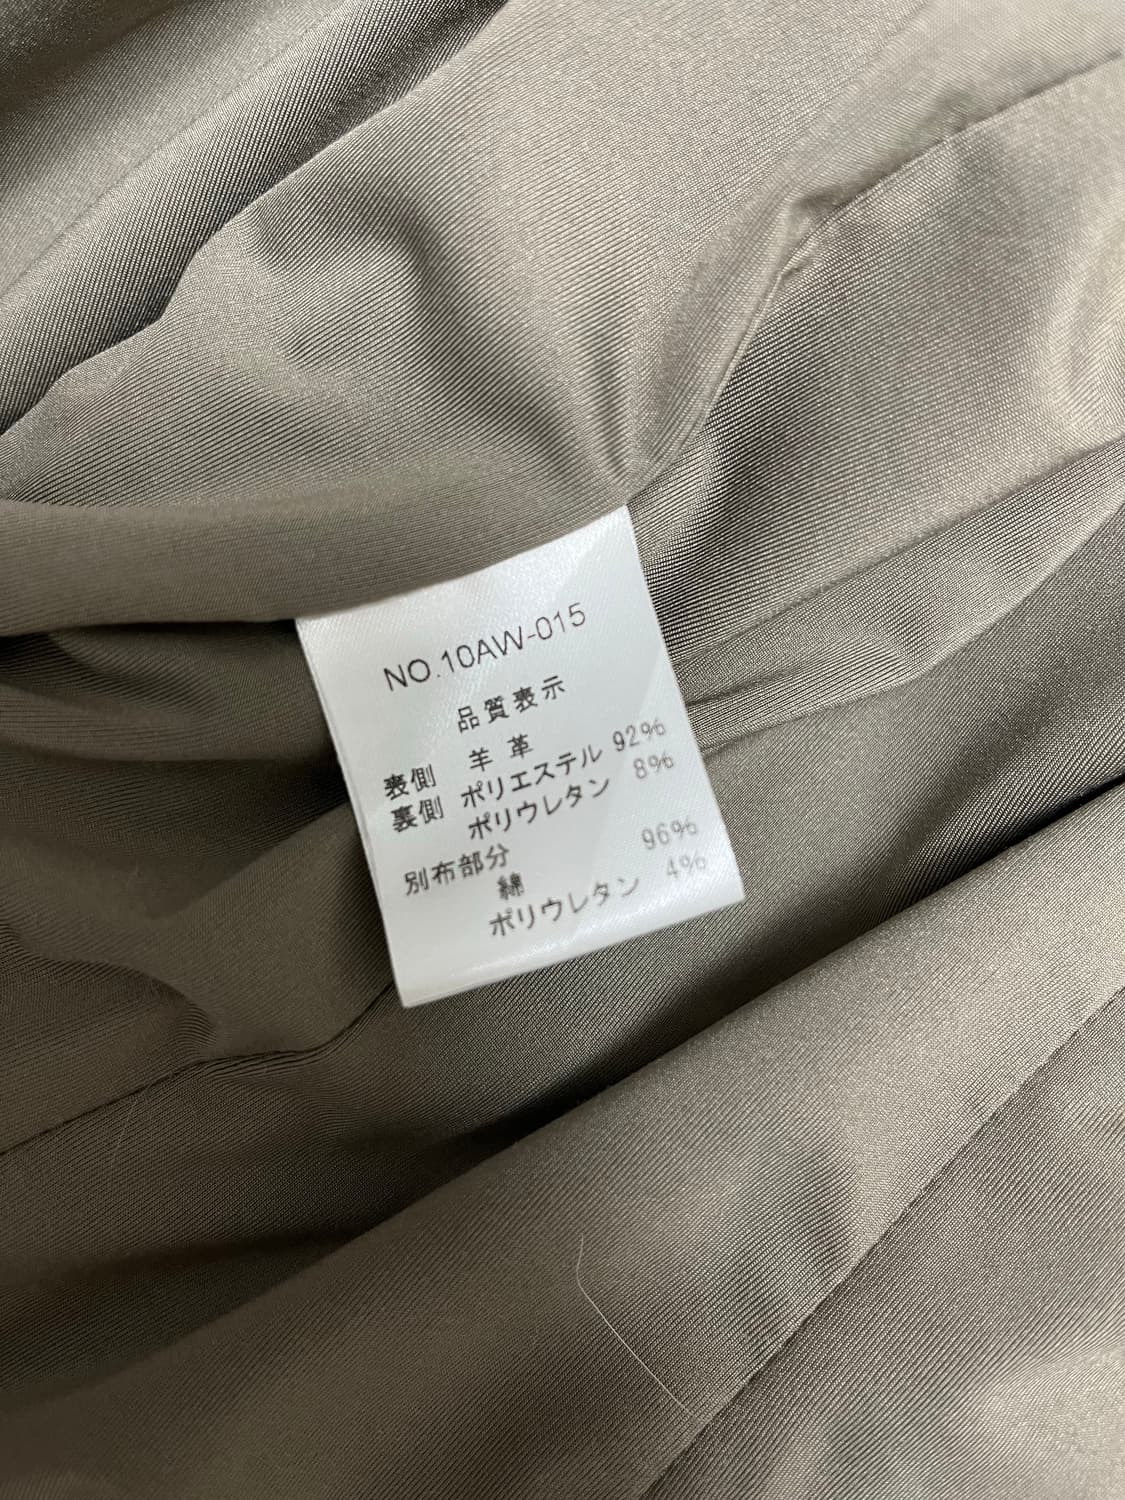 NO.10AW-015
品質表示
表側 羊革
裏側 ポリエステル 92%
ポリウレタン 8%
別布部分
綿 96%
ポリウレタン 4%